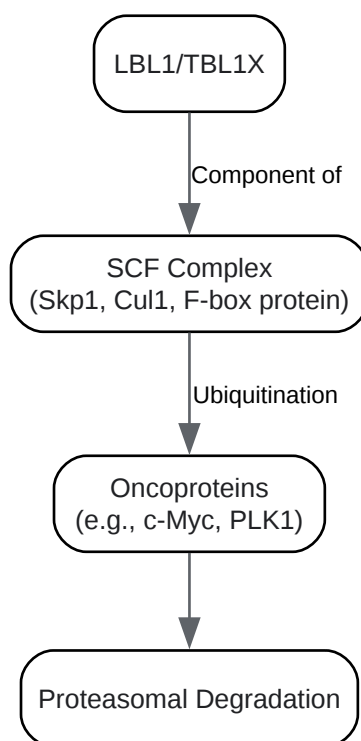 LBL1/TBL1X
Component of
SCF Complex
(Skp1, Cul1, F-box protein)
Ubiquitination
Oncoproteins
(e.g., c-Myc, PLK1)
Proteasomal Degradation